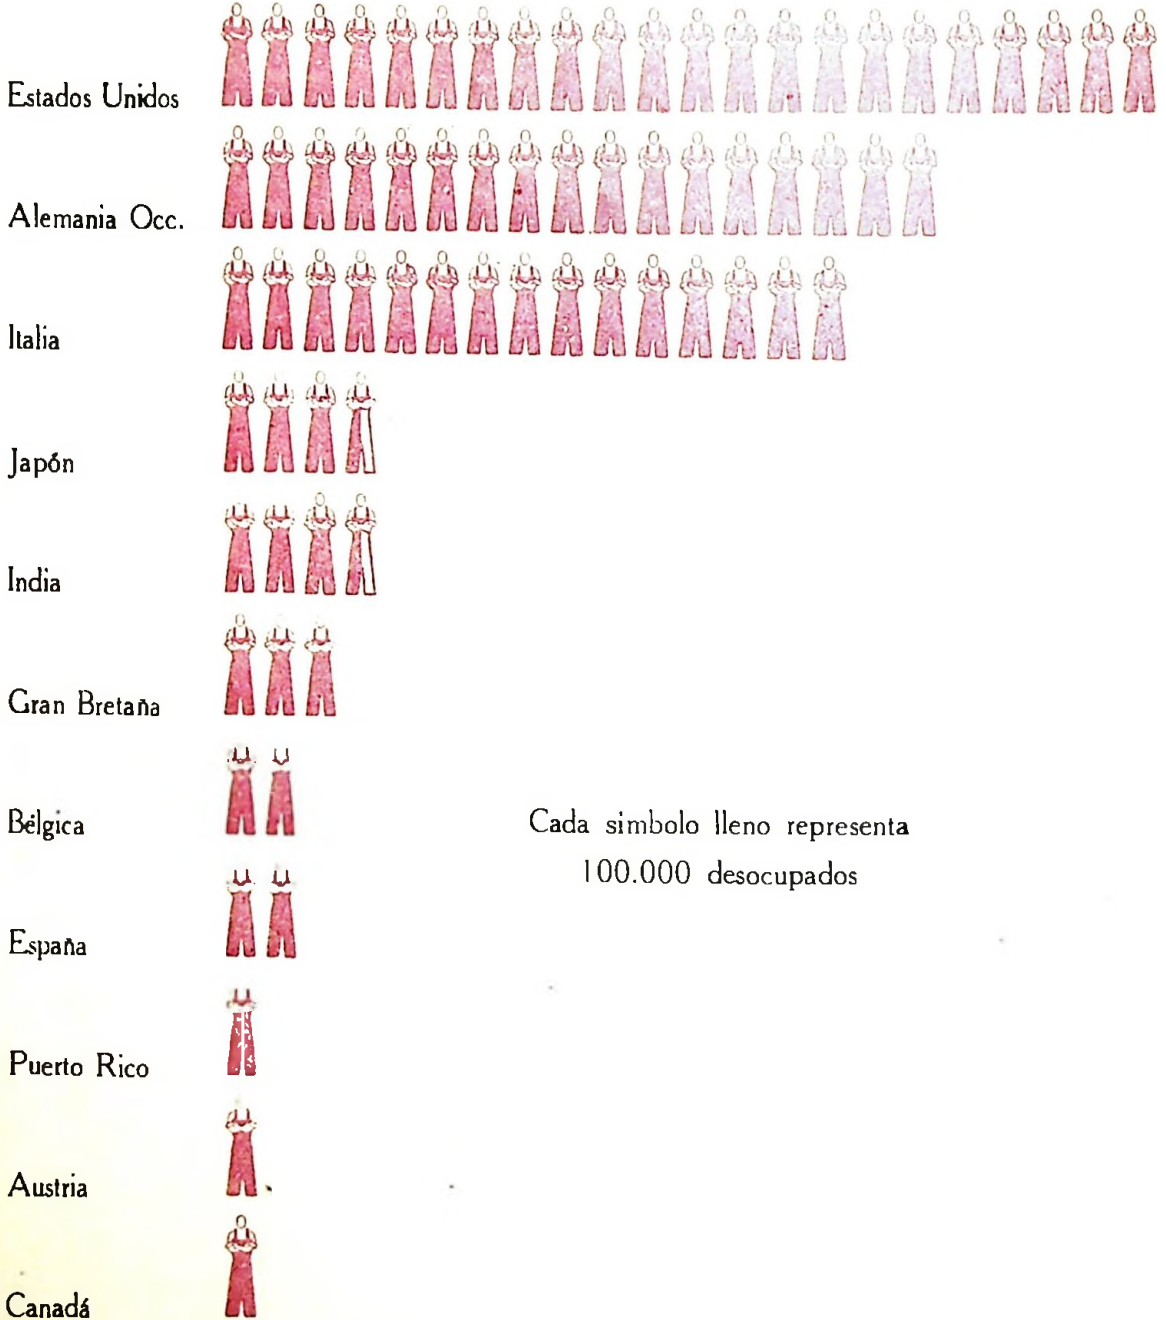 Estados Unidos
Alemania Occ.
Italia
Japón
India
Gran Bretaña
Bélgica
Cada simbolo lleno representa
100.000 desocupados
España
Puerto Rico
Austria
Canadá